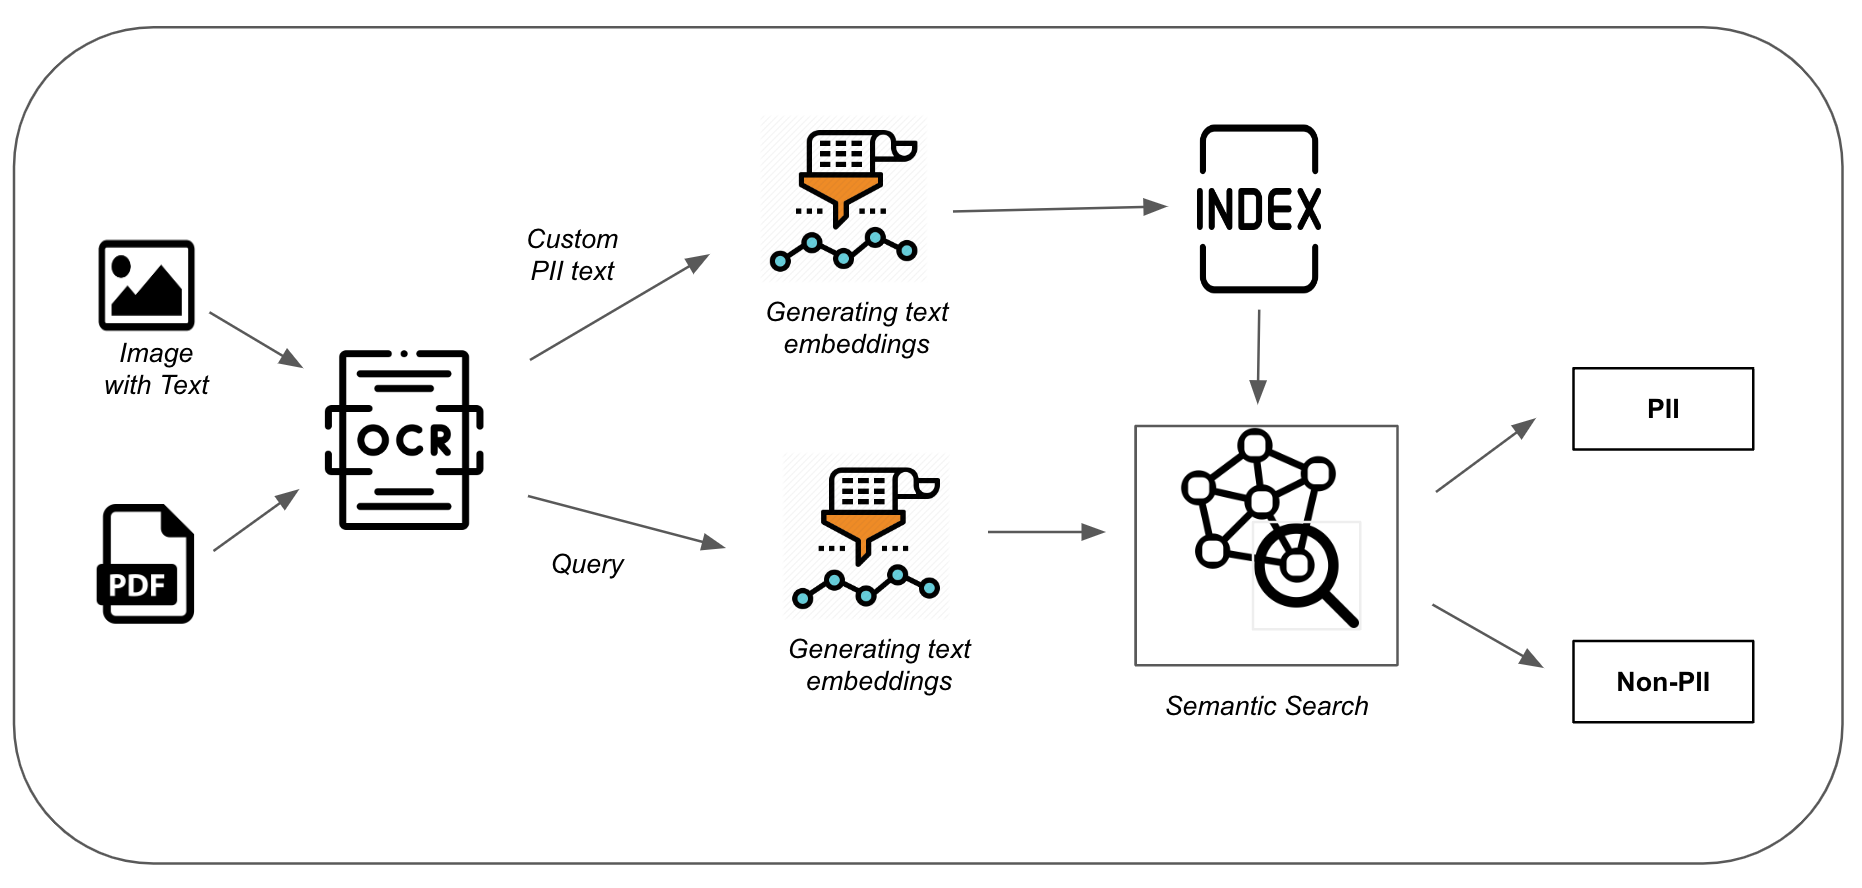 Image
with Text
PDF
OCR
Custom
PII text
Query
Generating text
embeddings
Generating text
embeddings
INDEX
Semantic Search
PII
Non-PII